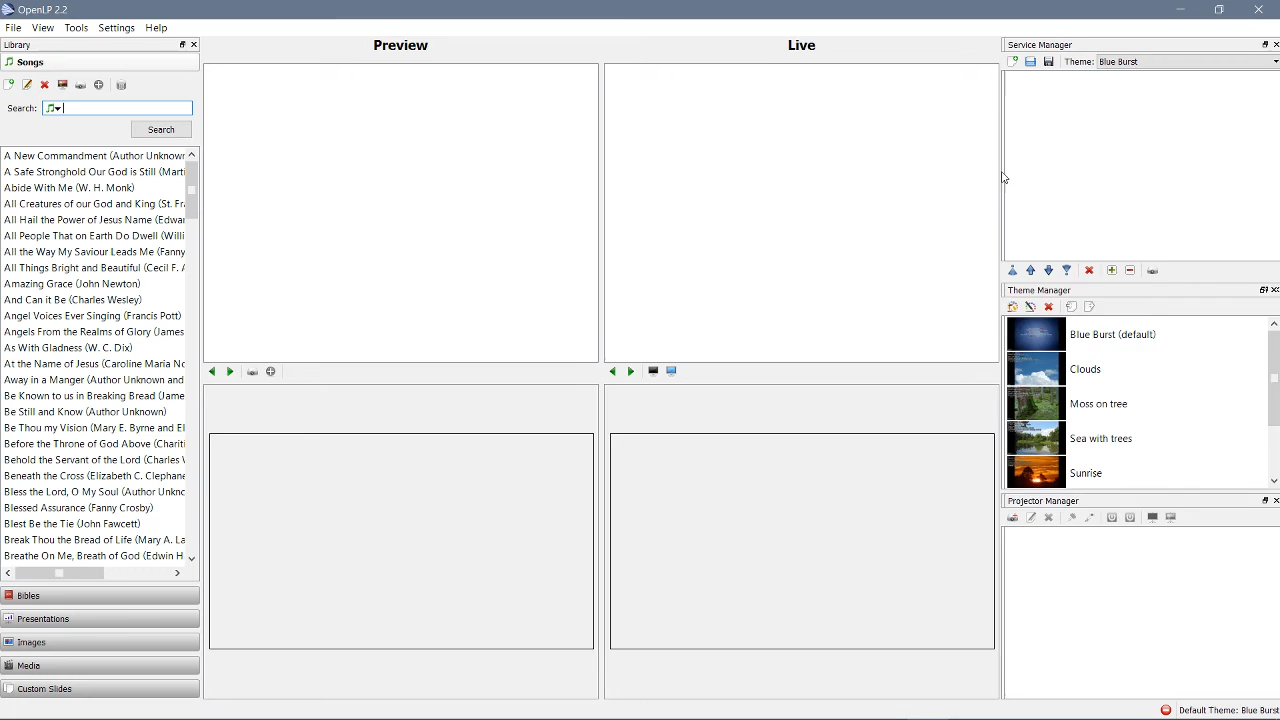 OpenLP 2.2
File View Tools Settings Help
Library
Songs
Search:
Search
A New Commandment (Author Unknown
A Safe Stronghold Our God is Still (Marti
Abide With Me (W. H. Monk)
All Creatures of our God and King (St. Fra
All Hail the Power of Jesus Name (Edwar
All People That on Earth Do Dwell (Willi
All the Way My Saviour Leads Me (Fanny
All Things Bright and Beautiful (Cecil F. A
Amazing Grace (John Newton)
And Can it Be (Charles Wesley)
Angel Voices Ever Singing (Francis Pott)
Angels From the Realms of Glory (James
As With Gladness (W. C. Dix)
At the Name of Jesus (Caroline Maria No
Away in a Manger (Author Unknown and
Be Known to us in Breaking Bread (Jame
Be Still and Know (Author Unknown)
Be Thou my Vision (Mary E. Byrne and El
Before the Throne of God Above (Chariti
Behold the Servant of the Lord (Charles W
Beneath the Cross (Elizabeth C. Clephane
Bless the Lord, O My Soul (Author Unkno
Blessed Assurance (Fanny Crosby)
Blest Be the Tie (John Fawcett)
Break Thou the Bread of Life (Mary A. La
Breathe On Me, Breath of God (Edwin H
Bibles
Presentations
Images
Media
Custom Slides
Preview
Live
Service Manager
Theme: Blue Burst
Theme Manager
Blue Burst (default)
Clouds
Moss on tree
Sea with trees
Sunrise
Projector Manager
Default Theme: Blue Burst